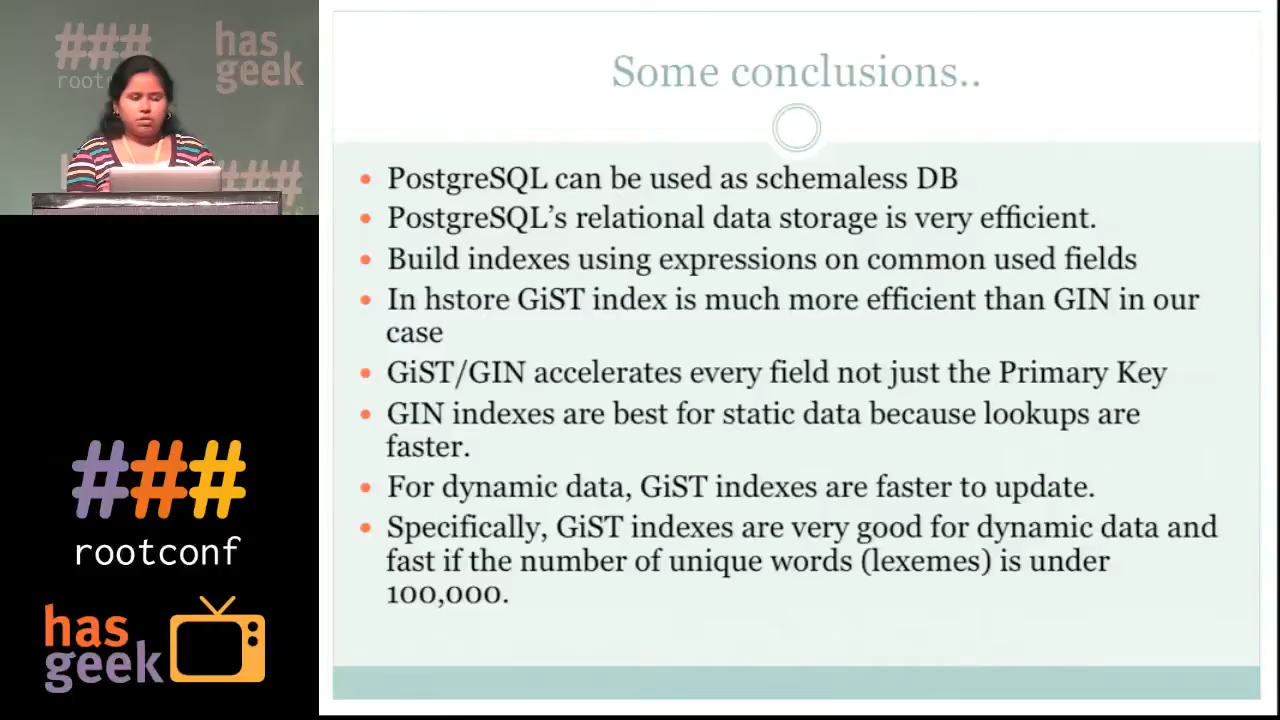 ###
rootc
has
geek
###
Some conclusions..
• PostgreSQL can be used as schemaless DB
• PostgreSQL’s relational data storage is very efficient.
• Build indexes using expressions on common used fields
• In hstore GiST index is much more efficient than GIN in our
case
• GiST/GIN accelerates every field not just the Primary Key
• GIN indexes are best for static data because lookups are
faster.
• For dynamic data, GiST indexes are faster to update.
• Specifically, GiST indexes are very good for dynamic data and
fast if the number of unique words (lexemes) is under
100,000.
###
rootconf
has
geek